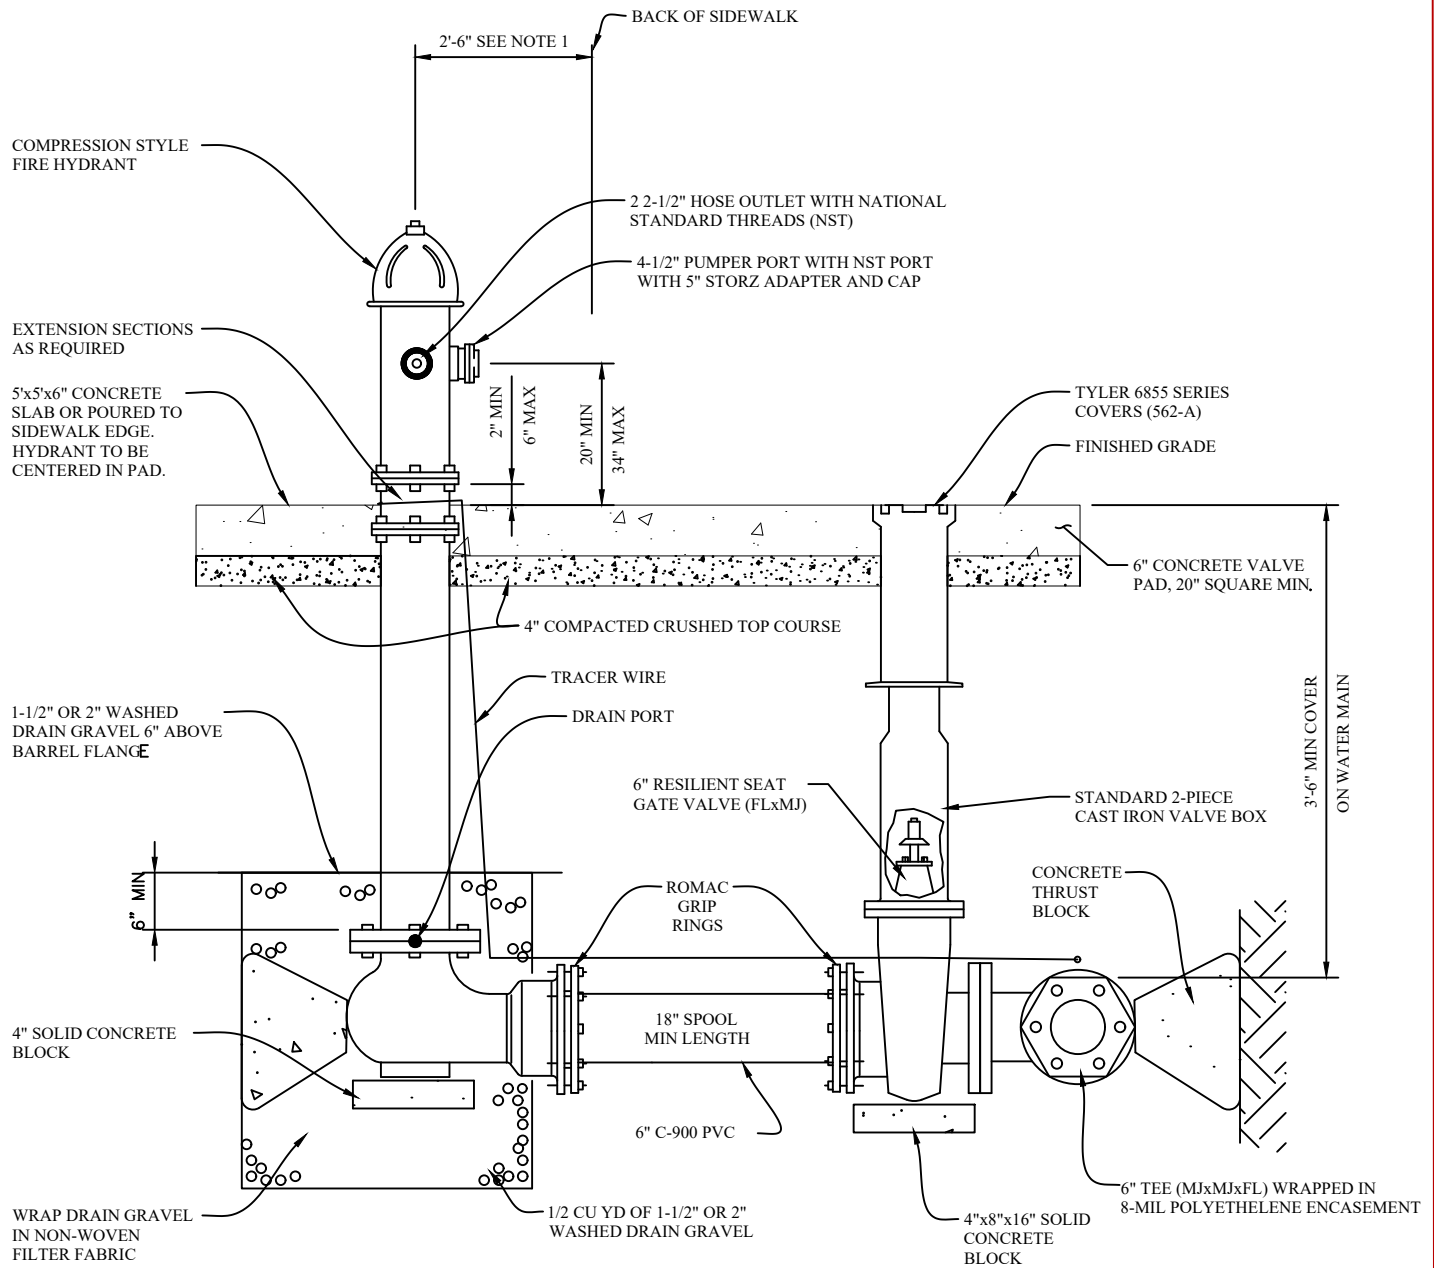 BACK OF SIDEWALK
2'-6" SEE NOTE 1
COMPRESSION STYLE
FIRE HYDRANT
2 2-1/2" HOSE OUTLET WITH NATIONAL
STANDARD THREADS (NST)
4-1/2" PUMPER PORT WITH NST PORT
WITH 5" STORZ ADAPTER AND CAP
EXTENSION SECTIONS
AS REQUIRED
5'x5'x6" CONCRETE
SLAB OR POURED TO
SIDEWALK EDGE.
HYDRANT TO BE
CENTERED IN PAD.
2" MIN
6" MAX
20" MIN
34" MAX
TYLER 6855 SERIES
COVERS (562-A)
FINISHED GRADE
6" CONCRETE VALVE
PAD, 20" SQUARE MIN.
4" COMPACTED CRUSHED TOP COURSE
TRACER WIRE
DRAIN PORT
1-1/2" OR 2" WASHED
DRAIN GRAVEL 6" ABOVE
BARREL FLANGE
6" RESILIENT SEAT
GATE VALVE (FLxMJ)
STANDARD 2-PIECE
CAST IRON VALVE BOX
3'-6" MIN COVER
ON WATER MAIN
6" MIN
ROMAC
GRIP
RINGS
CONCRETE
THRUST
BLOCK
18" SPOOL
MIN LENGTH
4" SOLID CONCRETE
BLOCK
6" C-900 PVC
6" TEE (MJxMJxFL) WRAPPED IN
8-MIL POLYETHELENE ENCASEMENT
1/2 CU YD OF 1-1/2" OR 2"
WASHED DRAIN GRAVEL
4"x8"x16" SOLID
CONCRETE
BLOCK
WRAP DRAIN GRAVEL
IN NON-WOVEN
FILTER FABRIC